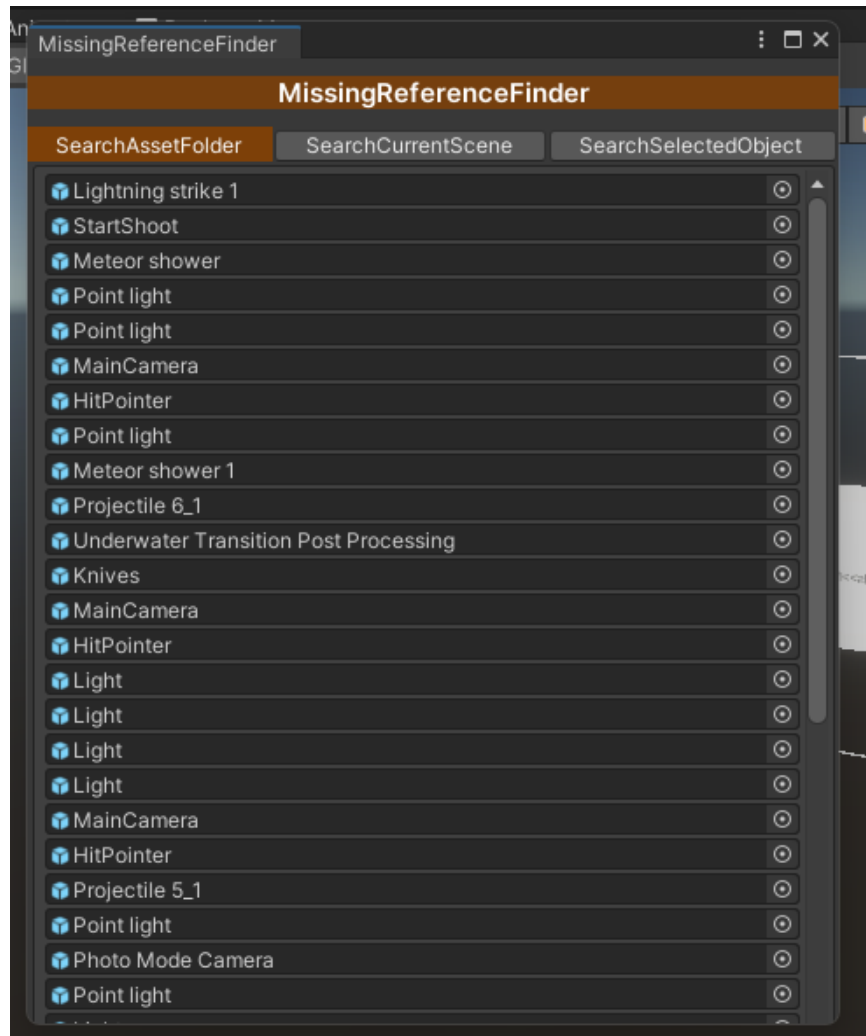 MissingReferenceFinder
MissingReferenceFinder
SearchAssetFolder SearchCurrentScene SearchSelectedObject
Lightning strike 1
StartShoot
Meteor shower
Point light
Point light
MainCamera
HitPointer
Point light
Meteor shower 1
Projectile 6_1
Underwater Transition Post Processing
Knives
MainCamera
HitPointer
Light
Light
Light
Light
MainCamera
HitPointer
Projectile 5_1
Point light
Photo Mode Camera
Point light